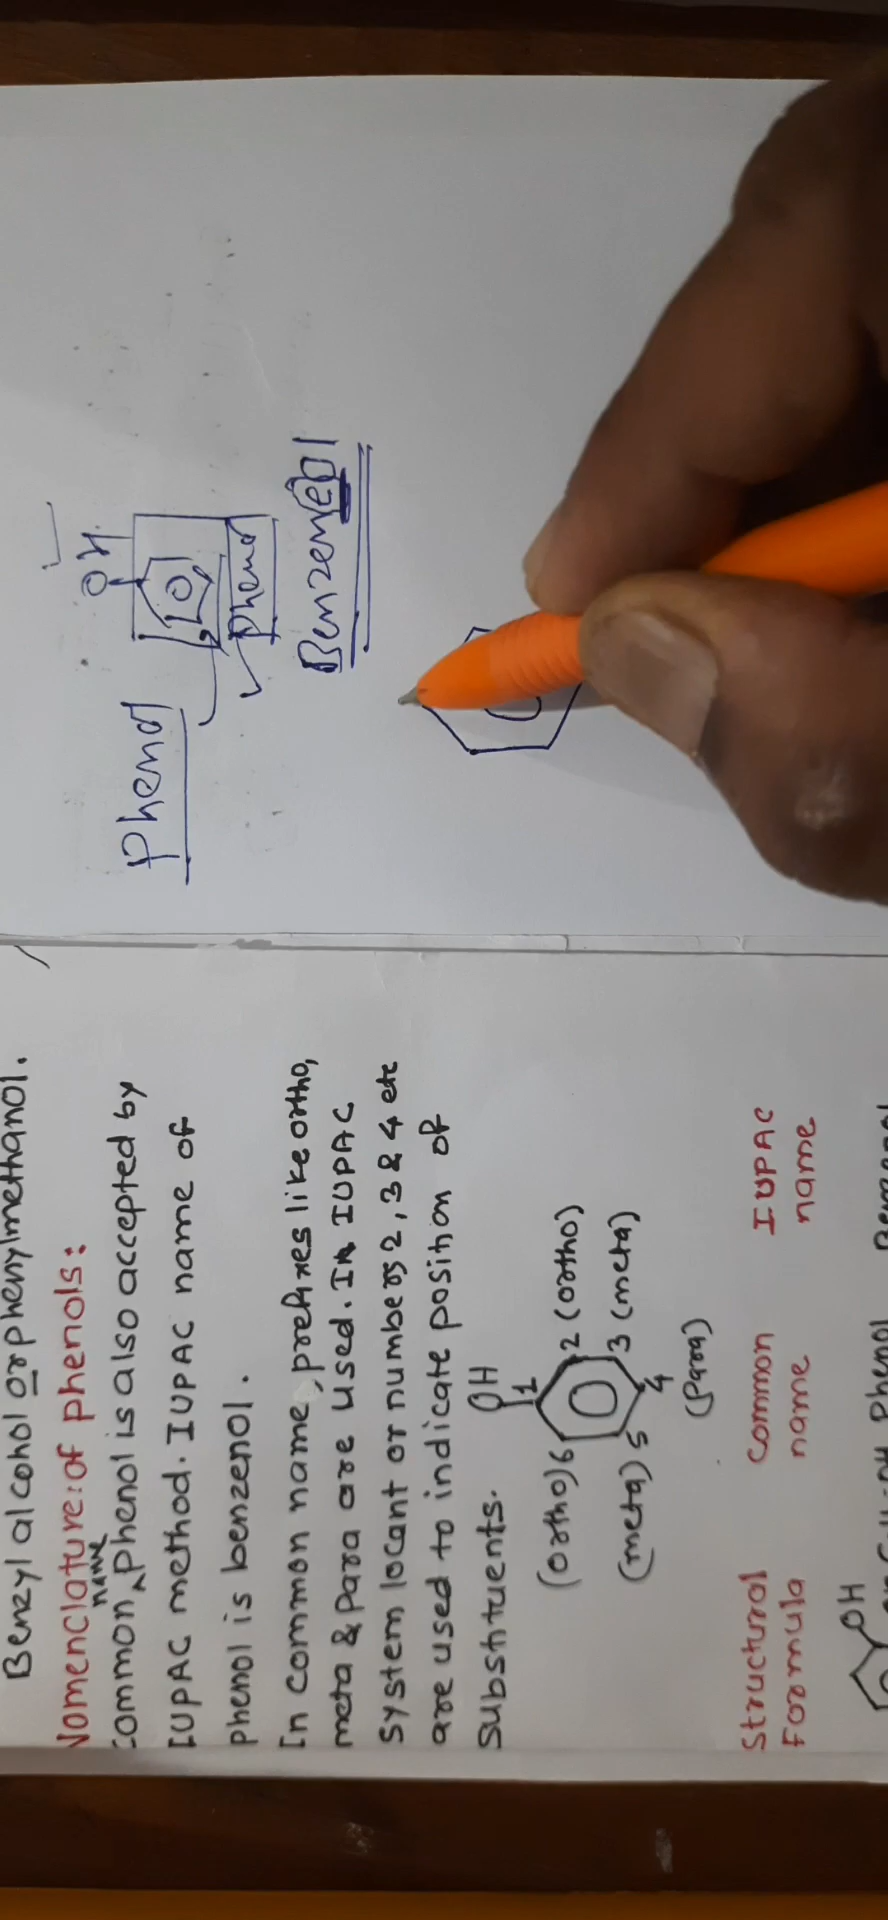 Benzyl alcohol or phenylmethanol.
Nomenclature: of phenols:
name
common ^ Phenol is also accepted by
IUPAC method. IUPAC name of
phenol is benzenol.
In common name, prefixes like ortho,
meta & para are used. In IUPAC
system locant or numbers 2, 3 & 4 etc
are used to indicate position of
substituents.
OH
1
(ortho) 6
2 (ortho)
(meta) 5
3 (meta)
4
(Para)
Structural
Formula
Common
name
IUPAC
name
OH
Phenol
Phenol
OH
Phenol
Benzenol